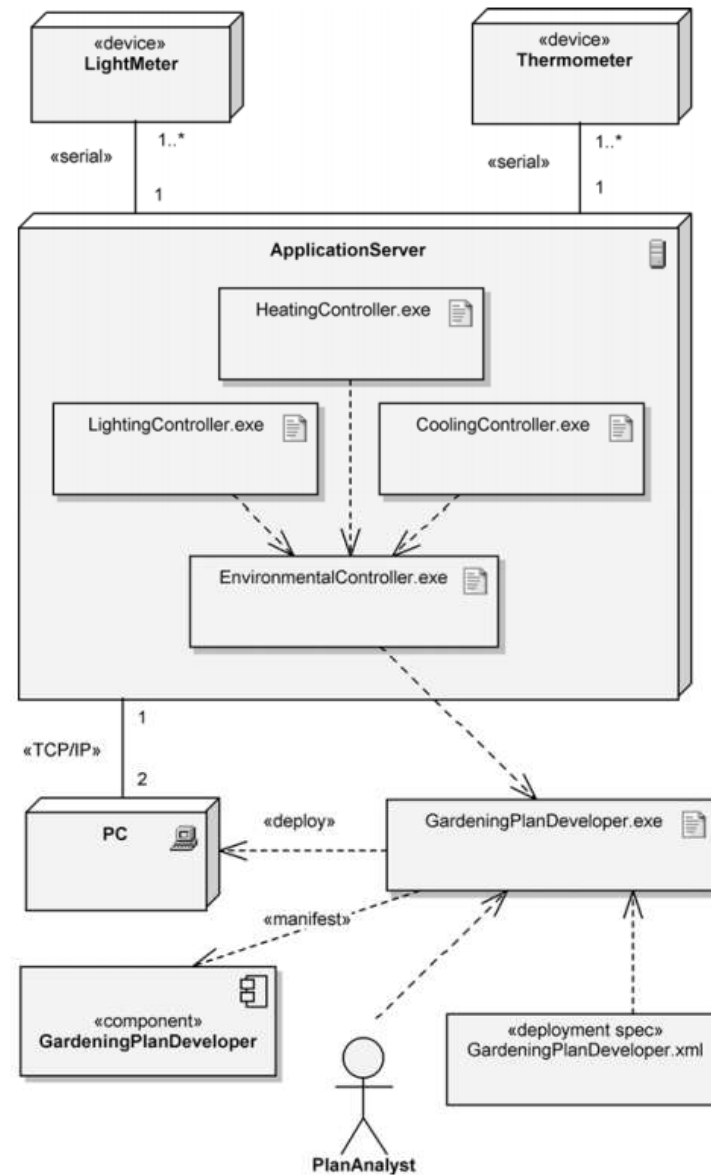 «device»
LightMeter
«device»
Thermometer
1..*
«serial»
1
1..*
«serial»
1
ApplicationServer
HeatingController.exe
LightingController.exe
CoolingController.exe
EnvironmentalController.exe
1
«TCP/IP»
2
PC
«deploy»
GardeningPlanDeveloper.exe
«manifest»
«component»
GardeningPlanDeveloper
«deployment spec»
GardeningPlanDeveloper.xml
PlanAnalyst